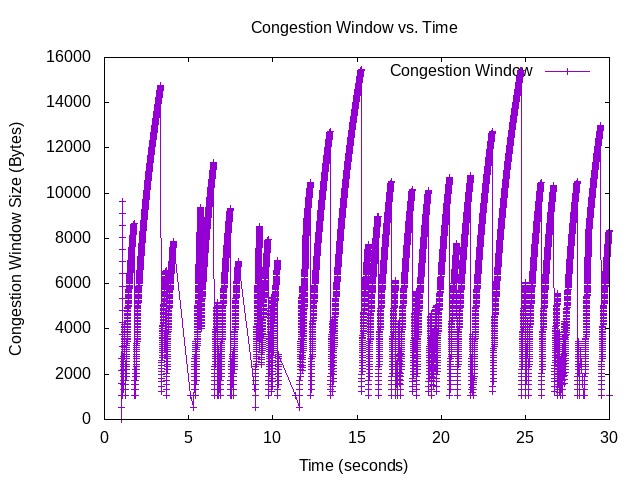 Congestion Window vs. Time
Congestion Window
16000
14000
12000
10000
8000
6000
4000
2000
0
Congestion Window Size (Bytes)
0 5 10 15 20 25 30
Time (seconds)